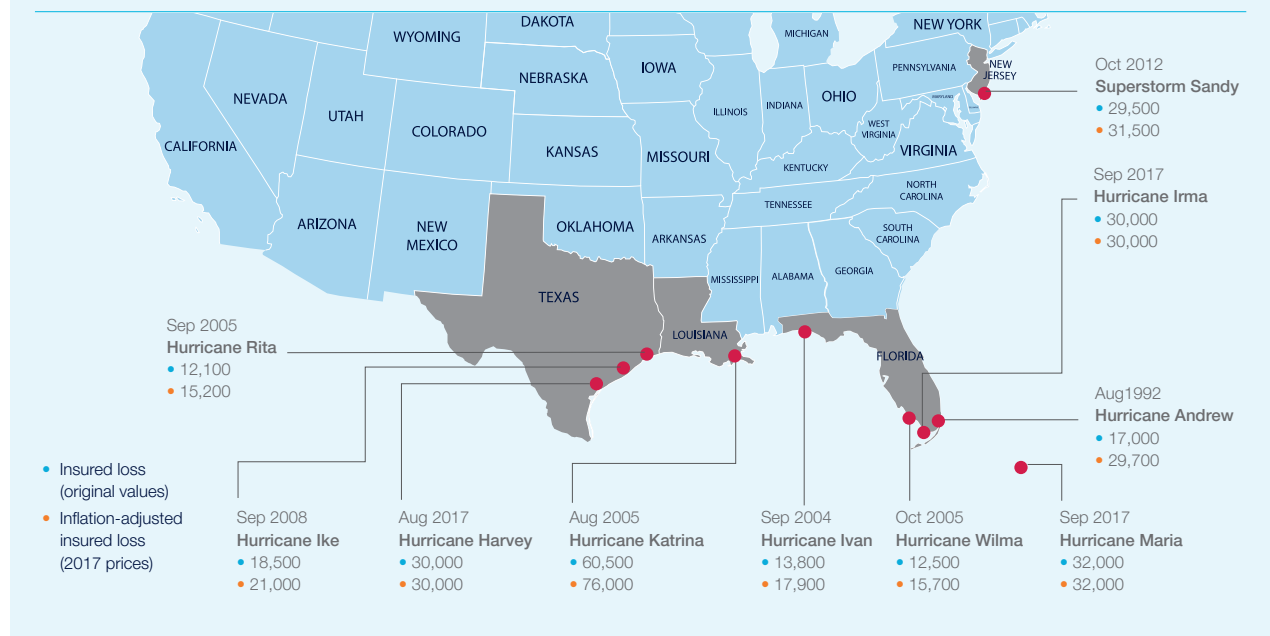 DAKOTA
NEW YORK
WYOMING
MICHIGAN
IOWA
PENNSYLVANIA
NEW
JERSEY
NEBRASKA
NEVADA
OHIO
INDIANA
ILLINOIS
UTAH
COLORADO
WEST
VIRGINIA
CALIFORNIA
KANSAS
MISSOURI
VIRGINIA
KENTUCKY
NORTH
CAROLINA
TENNESSEE
ARIZONA
NEW
MEXICO
OKLAHOMA
ARKANSAS
SOUTH
CAROLINA
MISSISSIPPI
ALABAMA
GEORGIA
TEXAS
LOUISIANA
FLORIDA
Oct 2012
Superstorm Sandy
• 29,500
• 31,500
Sep 2017
Hurricane Irma
• 30,000
• 30,000
Sep 2005
Hurricane Rita
• 12,100
• 15,200
Aug1992
Hurricane Andrew
• 17,000
• 29,700
• Insured loss
(original values)
• Inflation-adjusted
insured loss
(2017 prices)
Sep 2008
Hurricane Ike
• 18,500
• 21,000
Aug 2017
Hurricane Harvey
• 30,000
• 30,000
Aug 2005
Hurricane Katrina
• 60,500
• 76,000
Sep 2004
Hurricane Ivan
• 13,800
• 17,900
Oct 2005
Hurricane Wilma
• 12,500
• 15,700
Sep 2017
Hurricane Maria
• 32,000
• 32,000